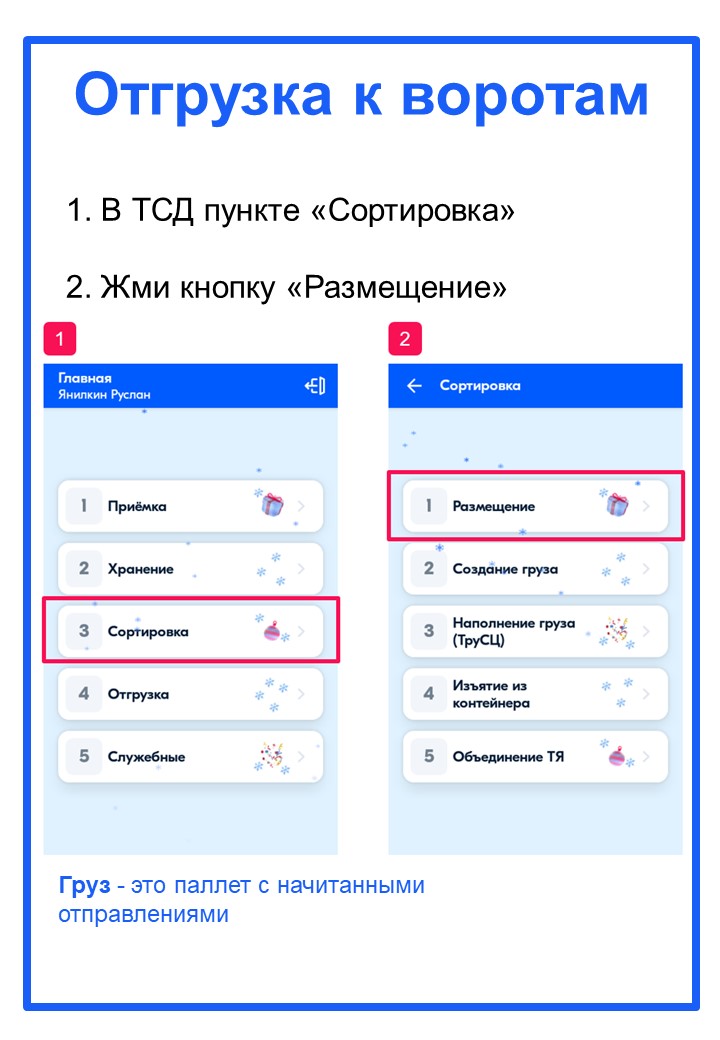 Отгрузка к воротам
1. В ТСД пункте «Сортировка»
2. Жми кнопку «Размещение»
1
Главная
Янилкин Руслан
1 Приёмка
2 Хранение
3 Сортировка
4 Отгрузка
5 Служебные
2
Сортировка
1 Размещение
2 Создание груза
3 Наполнение груза
(ТруСЦ)
4 Изъятие из
контейнера
5 Объединение ТЯ
Груз - это паллет с начитанными
отправлениями